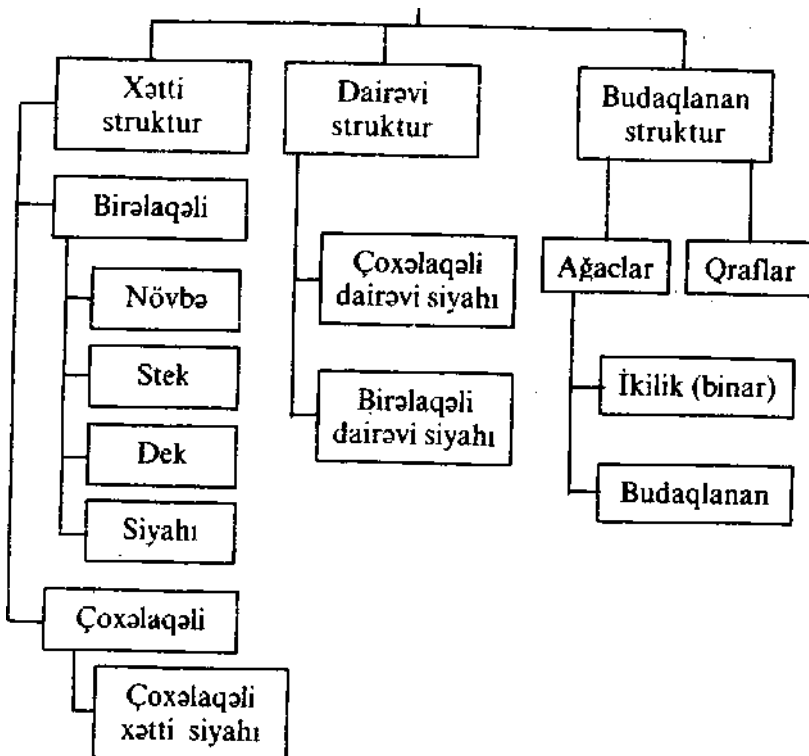 Xətti
struktur
Dairəvi
struktur
Budaqlanan
struktur
Birəlaqəli
Növbə
Stek
Dek
Siyahı
Çoxəlaqəli
Çoxəlaqəli
xətti siyahı
Çoxəlaqəli
dairəvi siyahı
Birəlaqəli
dairəvi siyahı
Ağaclar
Qraflar
İkilik (binar)
Budaqlanan